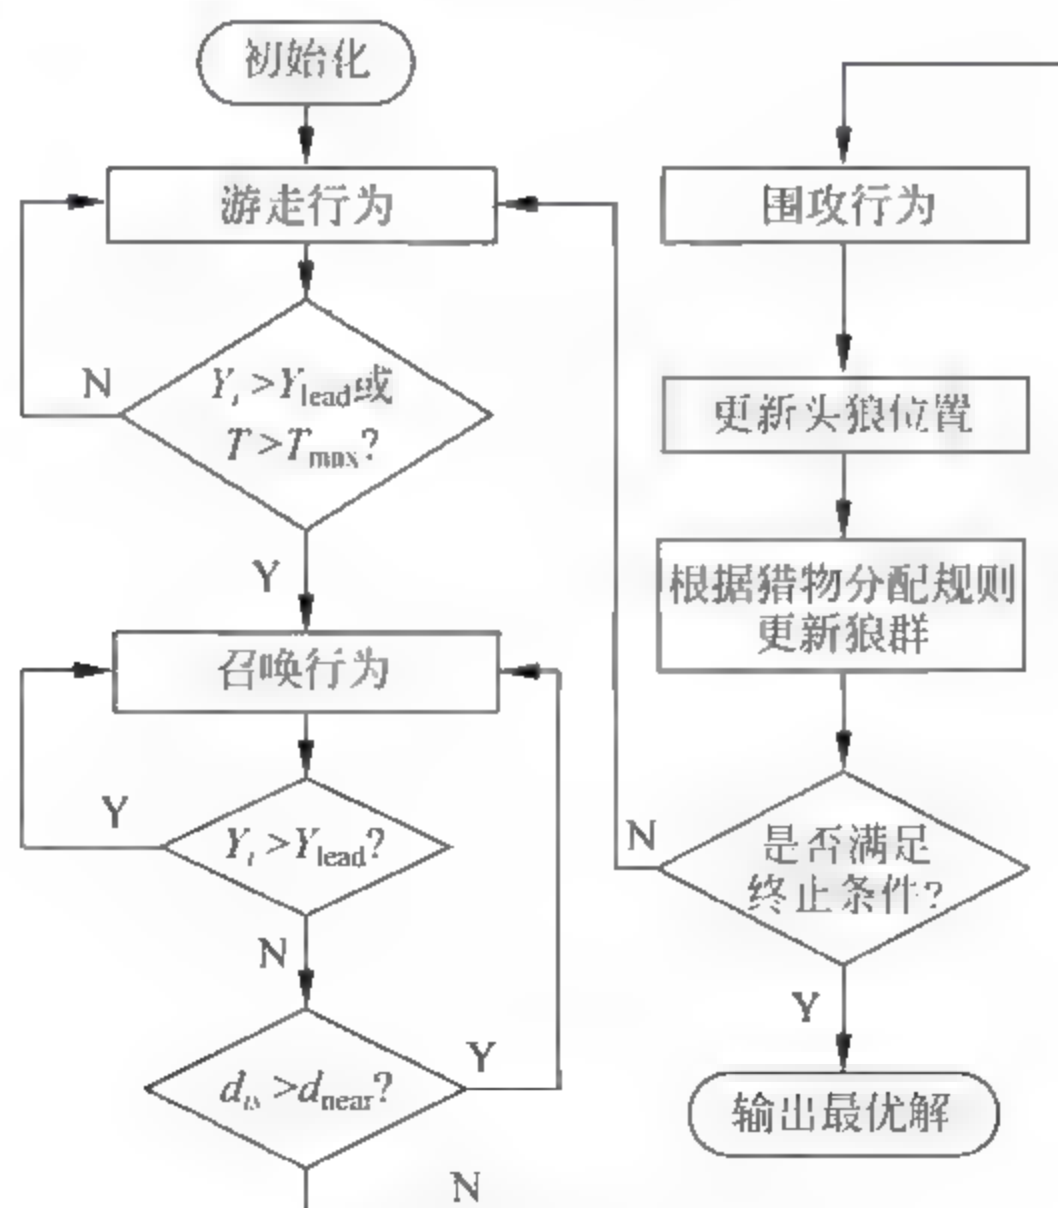 初始化
游走行为
N
Yi>Ylead或
T>Tmax?
Y
召唤行为
Y
Yi>Ylead?
N
dis>dnear?
Y
N
围攻行为
更新头狼位置
根据猎物分配规则
更新狼群
是否满足
终止条件?
N
Y
输出最优解